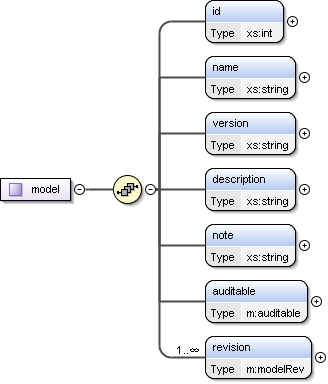 id
Type xs:int
name
Type xs:string
version
Type xs:string
description
Type xs:string
model
note
Type xs:string
auditable
Type m:auditable
1..∞
revision
Type m:modelRev